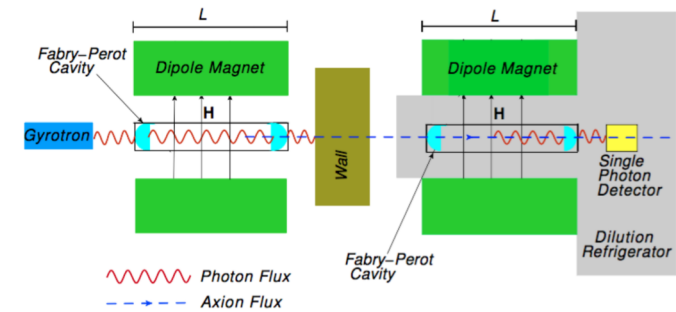 L
L
Fabry-Perot
Cavity
Dipole Magnet
Dipole Magnet
H
H
Gyrotron
Wall
Single
Photon
Detector
Fabry-Perot
Cavity
Dilution
Refrigerator
Photon Flux
Axion Flux